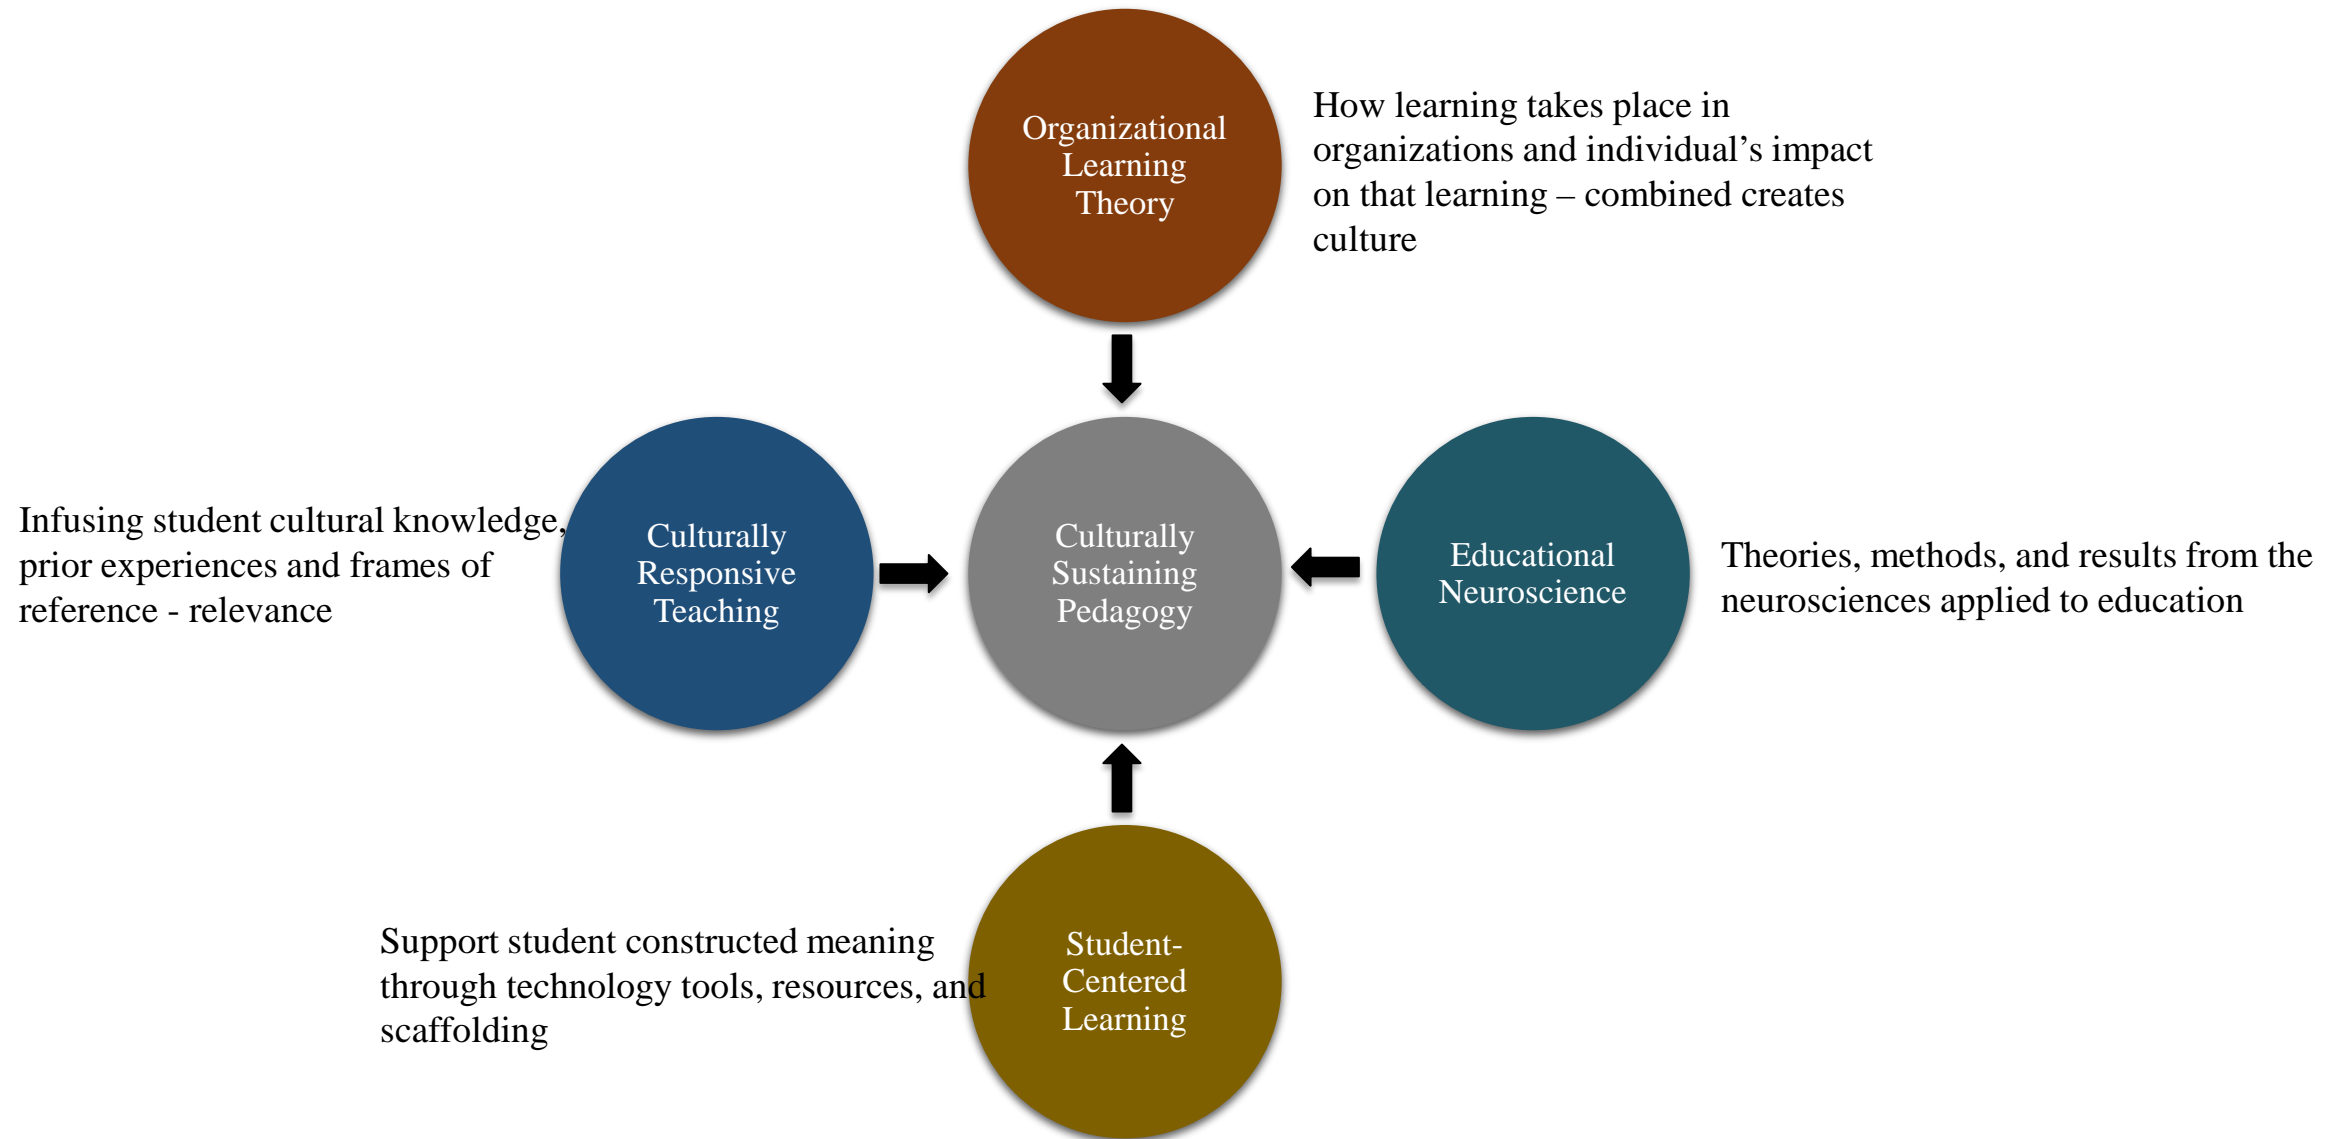 Organizational
Learning
Theory
How learning takes place in
organizations and individual’s impact
on that learning – combined creates
culture
Infusing student cultural knowledge,
prior experiences and frames of
reference - relevance
Culturally
Responsive
Teaching
Culturally
Sustaining
Pedagogy
Educational
Neuroscience
Theories, methods, and results from the
neurosciences applied to education
Support student constructed meaning
through technology tools, resources, and
scaffolding
Student-
Centered
Learning